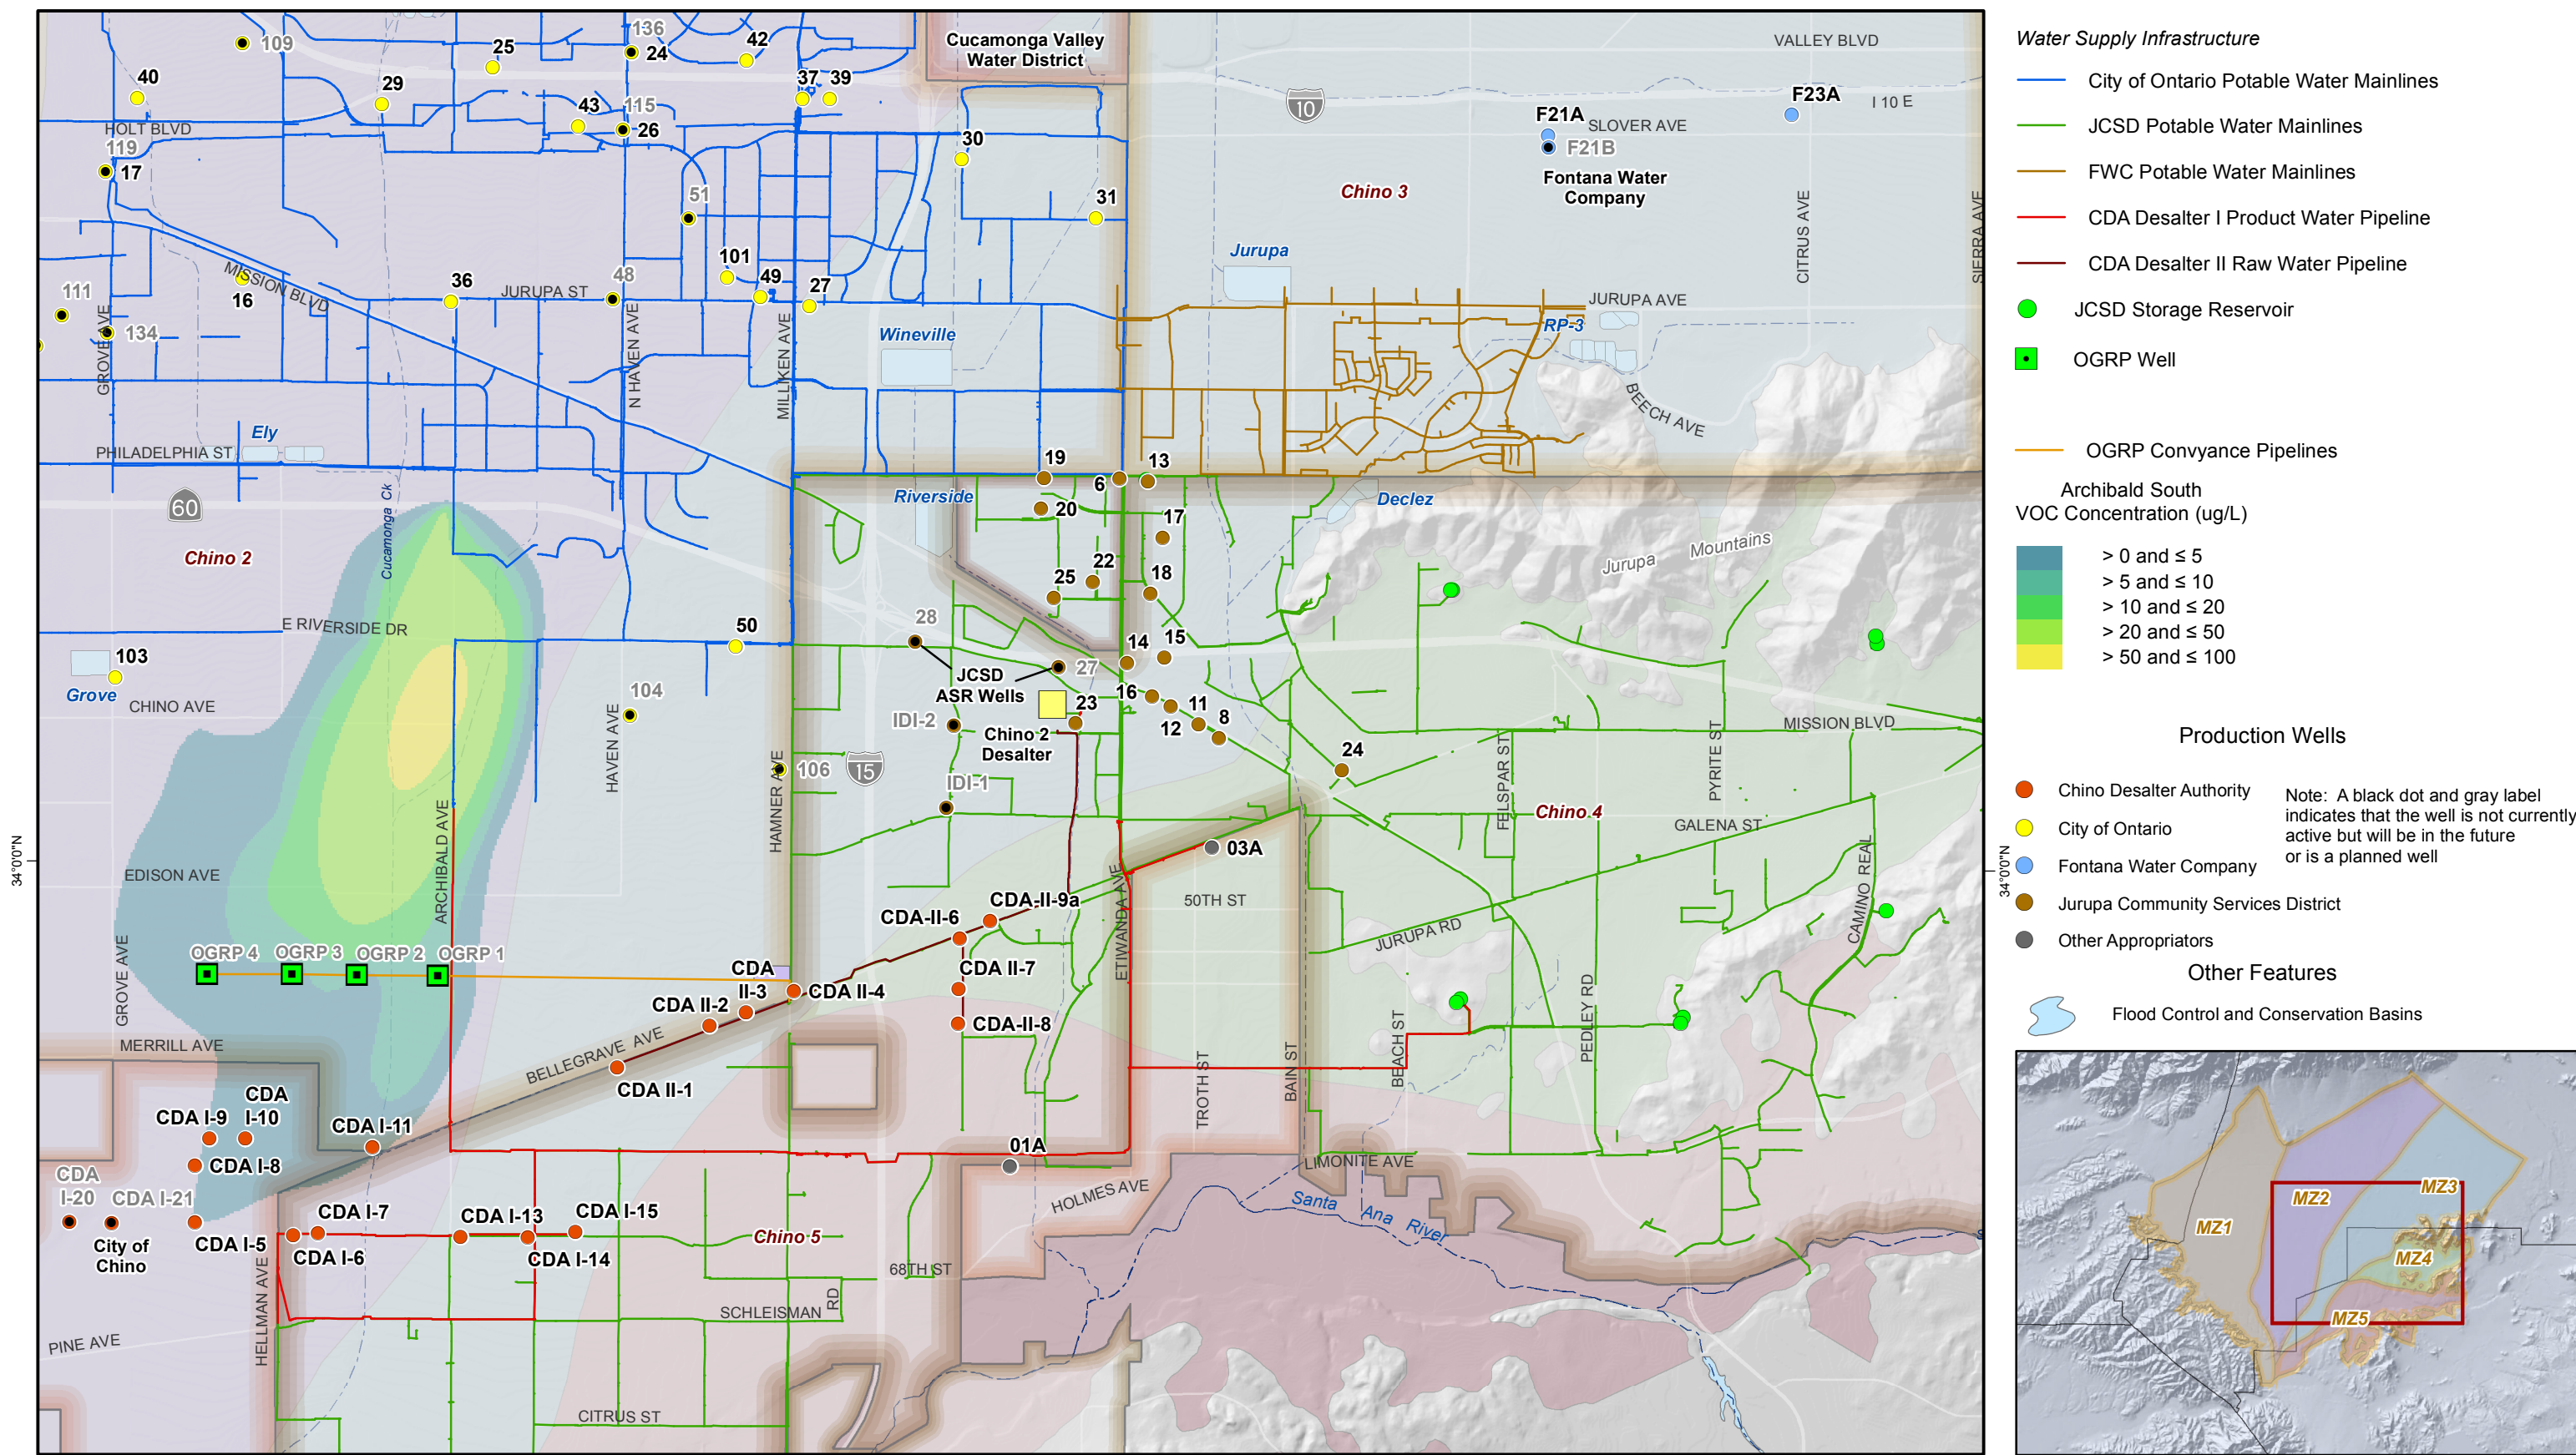 109
136
24
25
42
Cucamonga Valley
Water District
VALLEY BLVD
40
29
43
115
26
37
39
10
F21A
F23A
I 10 E
SLOVER AVE
F21B
Fontana Water
Company
HOLT BLVD
119
17
30
51
31
Chino 3
CITRUS AVE
SIERRA AVE
MISSION BLVD
16
36
JURUPA ST
48
101
49
27
Jurupa
JURUPA AVE
RP-3
111
134
GROVE AVE
N HAVEN AVE
MILLIKEN AVE
Wineville
BEECH AVE
Ely
PHILADELPHIA ST
60
Cucamonga Ck
Chino 2
19
6
13
Riverside
20
17
Declez
22
25
18
Jurupa Mountains
E RIVERSIDE DR
50
28
14
15
27
103
Grove
CHINO AVE
104
HAVEN AVE
JCSD
ASR Wells
16
23
11
12
8
IDI-2
Chino 2
Desalter
MISSION BLVD
106
HAMNER AVE
15
IDI-1
24
FELSPAR ST
PYRITE ST
Chino 4
GALENA ST
34°0'0"N
34°0'0"N
EDISON AVE
ARCHIBALD AVE
03A
ETIWANDA AVE
50TH ST
CAMINO REAL
JURUPA RD
CDA-II-9a
CDA-II-6
OGRP 4
OGRP 3
OGRP 2
OGRP 1
GROVE AVE
CDA
II-3
CDA II-4
CDA II-2
CDA II-7
CDA-II-8
MERRILL AVE
BELLEGRAVE AVE
CDA II-1
TROTH ST
BAIN ST
BEACH ST
PEDLEY RD
CDA I-9
CDA
I-10
CDA I-11
CDA I-8
CDA
I-20
CDA I-21
City of
Chino
CDA I-5
CDA I-7
CDA I-6
CDA I-13
CDA I-14
CDA I-15
01A
HOLMES AVE
LIMONITE AVE
Santa Ana River
Chino 5
68TH ST
SCHLEISMAN RD
HELLMAN AVE
PINE AVE
CITRUS ST
Water Supply Infrastructure
City of Ontario Potable Water Mainlines
JCSD Potable Water Mainlines
FWC Potable Water Mainlines
CDA Desalter I Product Water Pipeline
CDA Desalter II Raw Water Pipeline
JCSD Storage Reservoir
OGRP Well
OGRP Convyance Pipelines
Archibald South
VOC Concentration (ug/L)
> 0 and ≤ 5
> 5 and ≤ 10
> 10 and ≤ 20
> 20 and ≤ 50
> 50 and ≤ 100
Production Wells
Chino Desalter Authority
City of Ontario
Fontana Water Company
Jurupa Community Services District
Other Appropriators
Note: A black dot and gray label
indicates that the well is not currently
active but will be in the future
or is a planned well
Other Features
Flood Control and Conservation Basins
MZ1
MZ2
MZ3
MZ4
MZ5